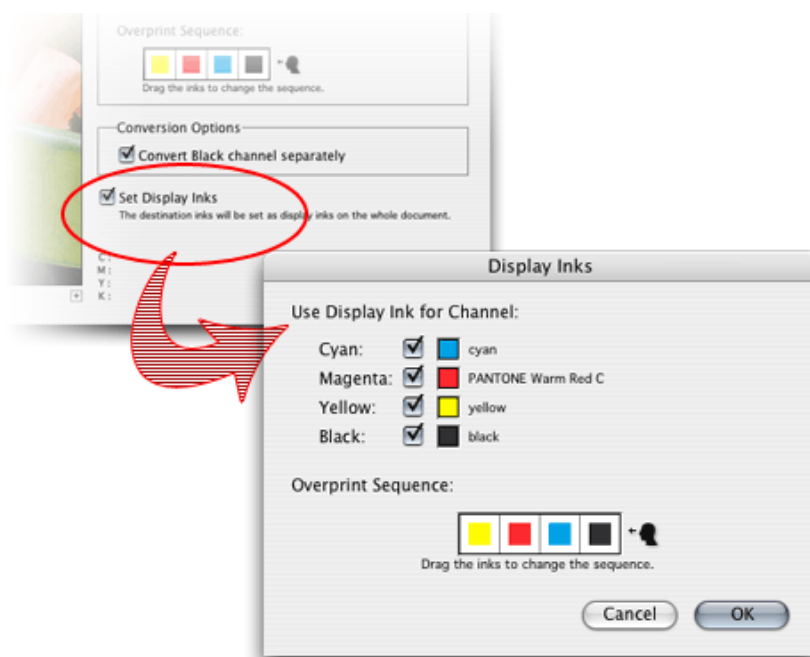 Overprint Sequence:
Drag the inks to change the sequence.
Conversion Options
Convert Black channel separately
Set Display Inks
The destination inks will be set as display inks on the whole document.
C:
M:
Y:
K:
Display Inks
Use Display Ink for Channel:
Cyan: cyan
Magenta: PANTONE Warm Red C
Yellow: yellow
Black: black
Overprint Sequence:
Drag the inks to change the sequence.
Cancel OK